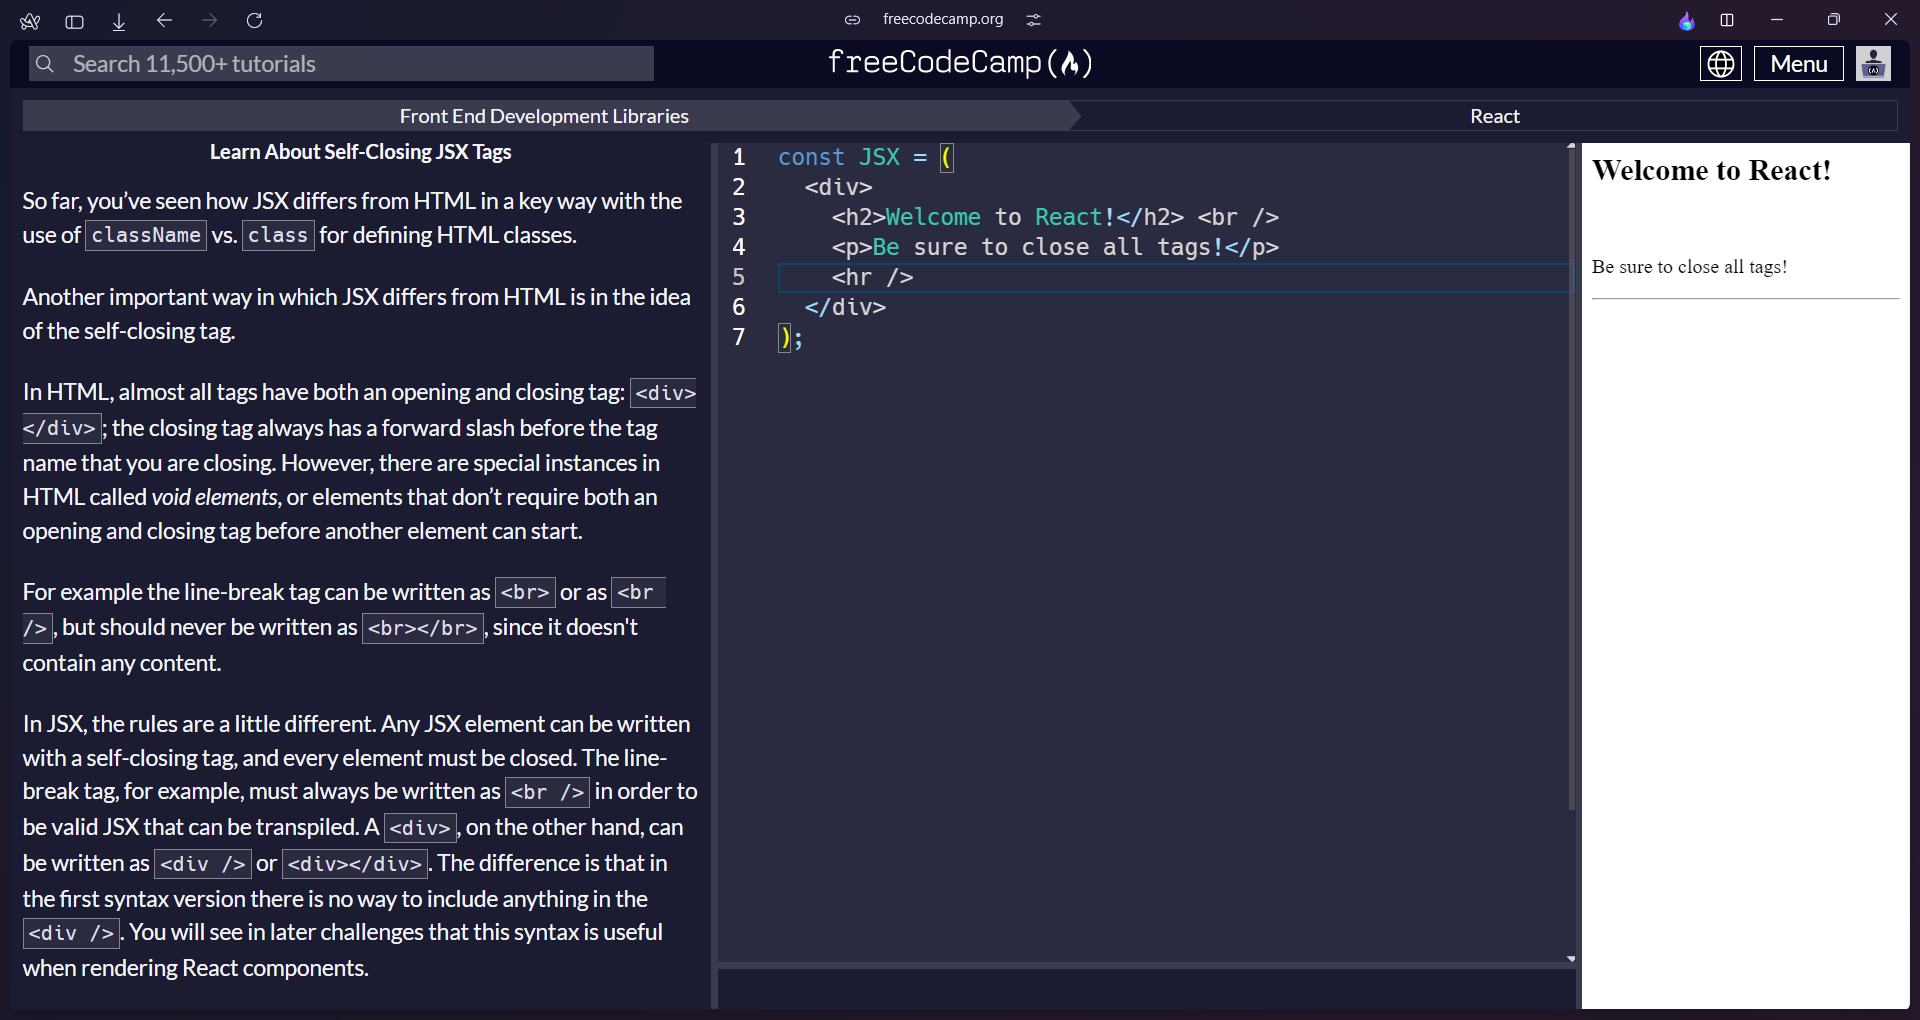 freecodecamp.org
Search 11,500+ tutorials
freeCodeCamp(🔥)
Menu
Front End Development Libraries
React
Learn About Self-Closing JSX Tags
So far, you’ve seen how JSX differs from HTML in a key way with the
use of className vs. class for defining HTML classes.
Another important way in which JSX differs from HTML is in the idea
of the self-closing tag.
In HTML, almost all tags have both an opening and closing tag: <div>
</div>; the closing tag always has a forward slash before the tag
name that you are closing. However, there are special instances in
HTML called void elements, or elements that don’t require both an
opening and closing tag before another element can start.
For example the line-break tag can be written as <br> or as <br
/>, but should never be written as <br></br>, since it doesn't
contain any content.
In JSX, the rules are a little different. Any JSX element can be written
with a self-closing tag, and every element must be closed. The line-
break tag, for example, must always be written as <br /> in order to
be valid JSX that can be transpiled. A <div>, on the other hand, can
be written as <div /> or <div></div>. The difference is that in
the first syntax version there is no way to include anything in the
<div />. You will see in later challenges that this syntax is useful
when rendering React components.
1 const JSX = (
2 <div>
3 <h2>Welcome to React!</h2> <br />
4 <p>Be sure to close all tags!</p>
5 <hr />
6 </div>
7 );
Welcome to React!
Be sure to close all tags!